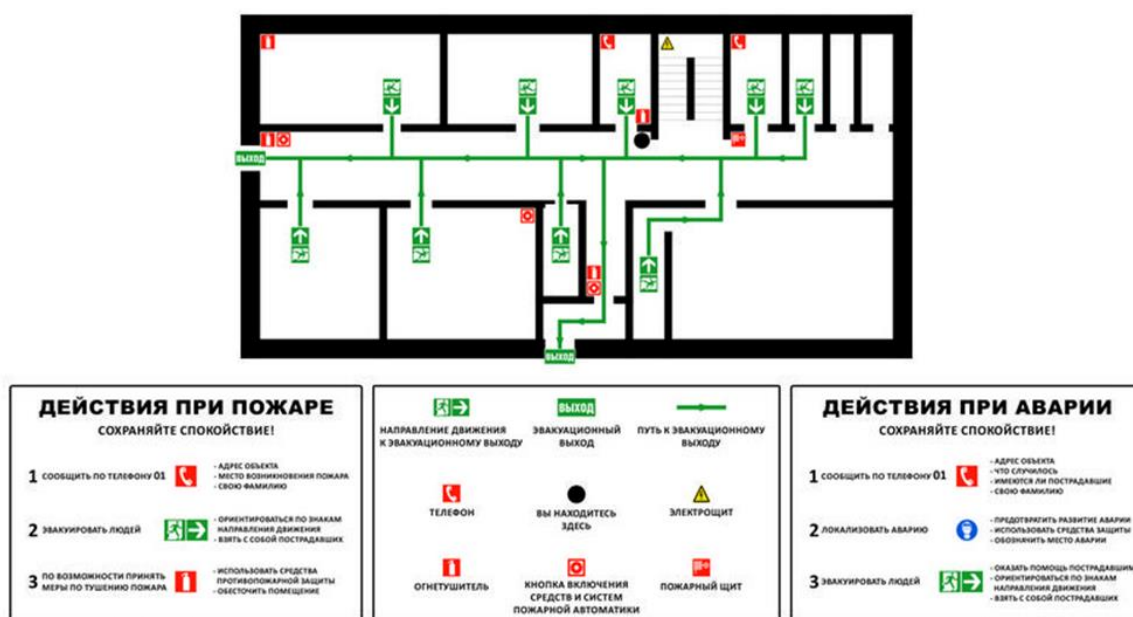 ВЫХОД
ВЫХОД
ДЕЙСТВИЯ ПРИ ПОЖАРЕ
СОХРАНЯЙТЕ СПОКОЙСТВИЕ!
1 СООБЩИТЬ ПО ТЕЛЕФОНУ 01
- АДРЕС ОБЪЕКТА
- МЕСТО ВОЗНИКНОВЕНИЯ ПОЖАРА
- СВОЮ ФАМИЛИЮ
2 ЭВАКУИРОВАТЬ ЛЮДЕЙ
- ОРИЕНТИРОВАТЬСЯ ПО ЗНАКАМ
НАПРАВЛЕНИЯ ДВИЖЕНИЯ
- ВЗЯТЬ С СОБОЙ ПОСТРАДАВШИХ
3 ПО ВОЗМОЖНОСТИ ПРИНЯТЬ
МЕРЫ ПО ТУШЕНИЮ ПОЖАРА
- ИСПОЛЬЗОВАТЬ СРЕДСТВА
ПРОТИВОПОЖАРНОЙ ЗАЩИТЫ
- ОБЕСТОЧИТЬ ПОМЕЩЕНИЕ
НАПРАВЛЕНИЕ ДВИЖЕНИЯ
К ЭВАКУАЦИОННОМУ ВЫХОДУ
ВЫХОД
ЭВАКУАЦИОННЫЙ
ВЫХОД
ПУТЬ К ЭВАКУАЦИОННОМУ
ВЫХОДУ
ТЕЛЕФОН
ВЫ НАХОДИТЕСЬ
ЗДЕСЬ
ЭЛЕКТРОЩИТ
ОГНЕТУШИТЕЛЬ
КНОПКА ВКЛЮЧЕНИЯ
СРЕДСТВ И СИСТЕМ
ПОЖАРНОЙ АВТОМАТИКИ
ПОЖАРНЫЙ ЩИТ
ДЕЙСТВИЯ ПРИ АВАРИИ
СОХРАНЯЙТЕ СПОКОЙСТВИЕ!
1 СООБЩИТЬ ПО ТЕЛЕФОНУ 01
- АДРЕС ОБЪЕКТА
- ЧТО СЛУЧИЛОСЬ
- ИМЕЮТСЯ ЛИ ПОСТРАДАВШИЕ
- СВОЮ ФАМИЛИЮ
2 ЛОКАЛИЗОВАТЬ АВАРИЮ
- ПРЕДОТВРАТИТЬ РАЗВИТИЕ АВАРИИ
- ИСПОЛЬЗОВАТЬ СРЕДСТВА ЗАЩИТЫ
- ОБОЗНАЧИТЬ МЕСТО АВАРИИ
3 ЭВАКУИРОВАТЬ ЛЮДЕЙ
- ОКАЗАТЬ ПОМОЩЬ ПОСТРАДАВШИМ
- ОРИЕНТИРОВАТЬСЯ ПО ЗНАКАМ
НАПРАВЛЕНИЯ ДВИЖЕНИЯ
- ВЗЯТЬ С СОБОЙ ПОСТРАДАВШИХ